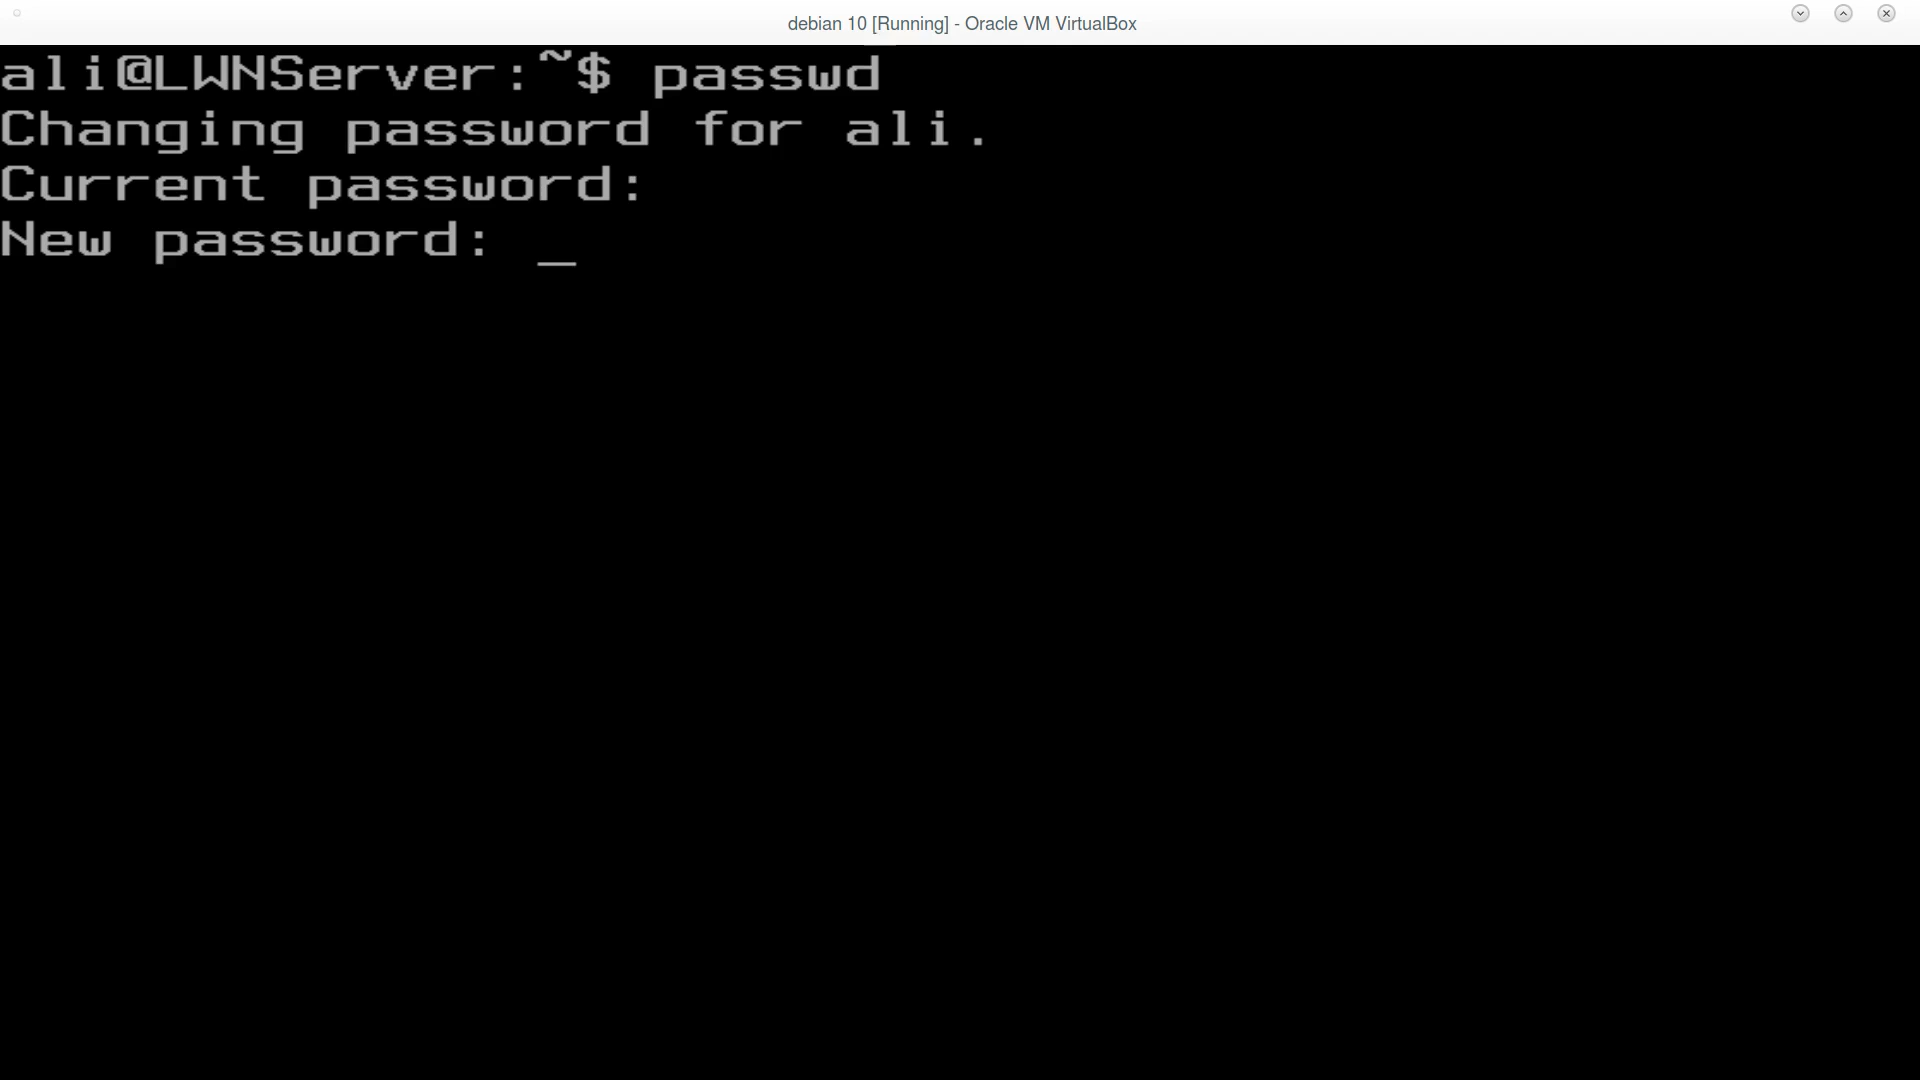 debian 10 [Running] - Oracle VM VirtualBox
ali@LWNServer:~$ passwd
Changing password for ali.
Current password:
New password: _